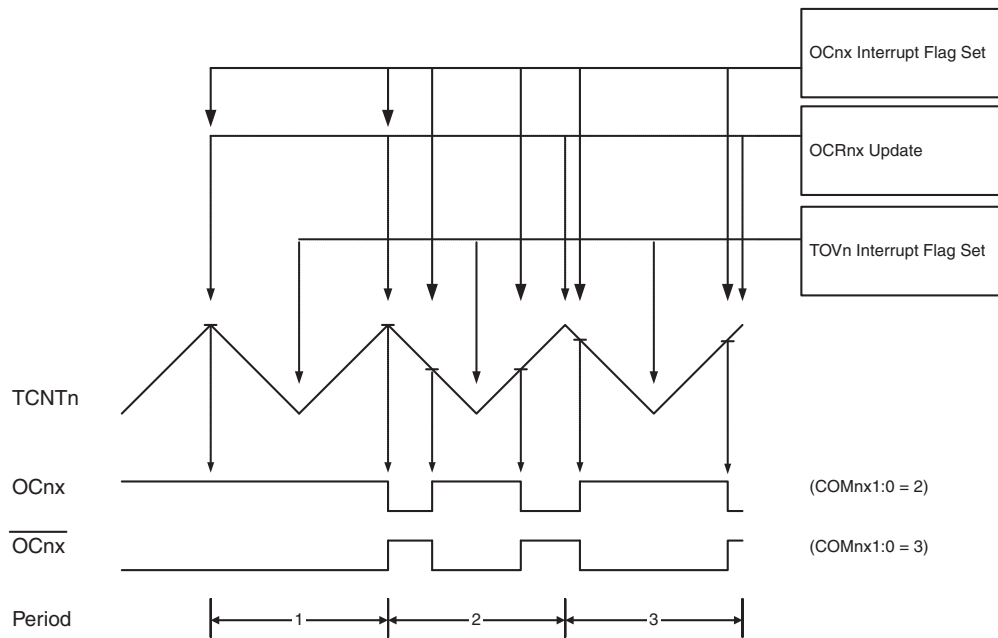 OCnx Interrupt Flag Set
OCRnx Update
TOVn Interrupt Flag Set
TCNTn
OCnx
(COMnx1:0 = 2)
OCnx
(COMnx1:0 = 3)
Period
1
2
3